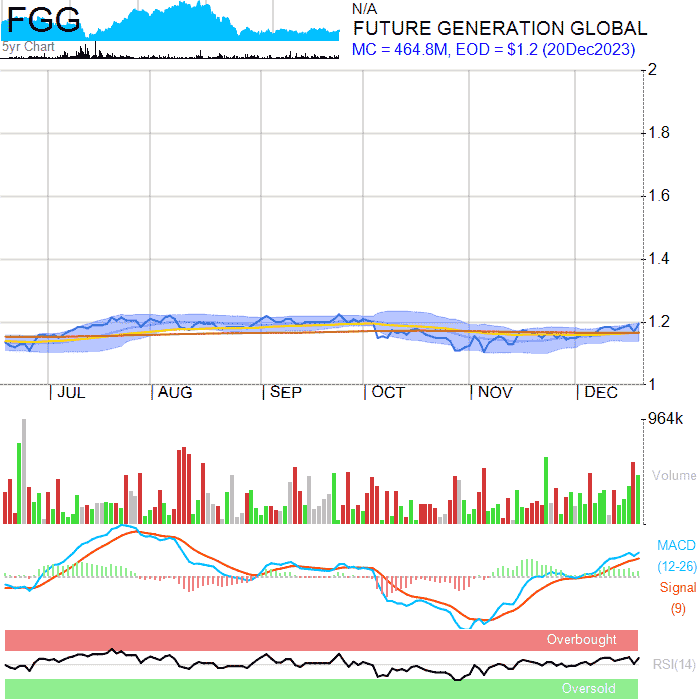 FGG
5yr Chart
N/A
FUTURE GENERATION GLOBAL
MC = 464.8M, EOD = $1.2 (20Dec2023)
2
1.8
1.6
1.4
1.2
1
JUL
AUG
SEP
OCT
NOV
DEC
964k
Volume
MACD
(12-26)
Signal
(9)
Overbought
RSI(14)
Oversold